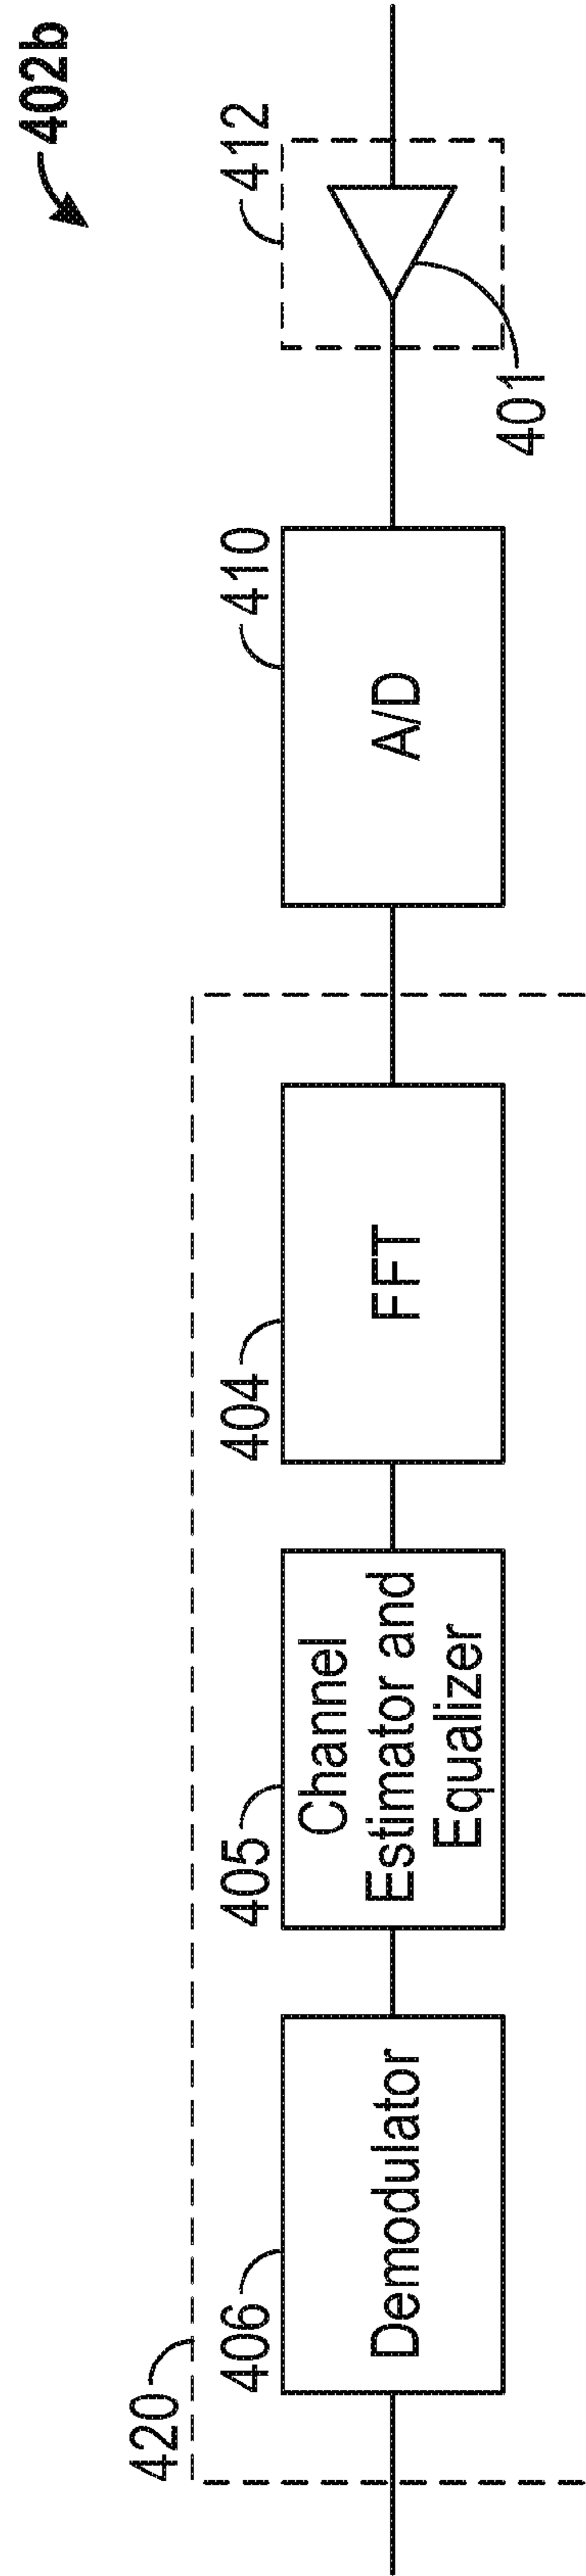 402b
420
406
405
404
410
412
Demodulator
Channel
Estimator and
Equalizer
FFT
A/D
401